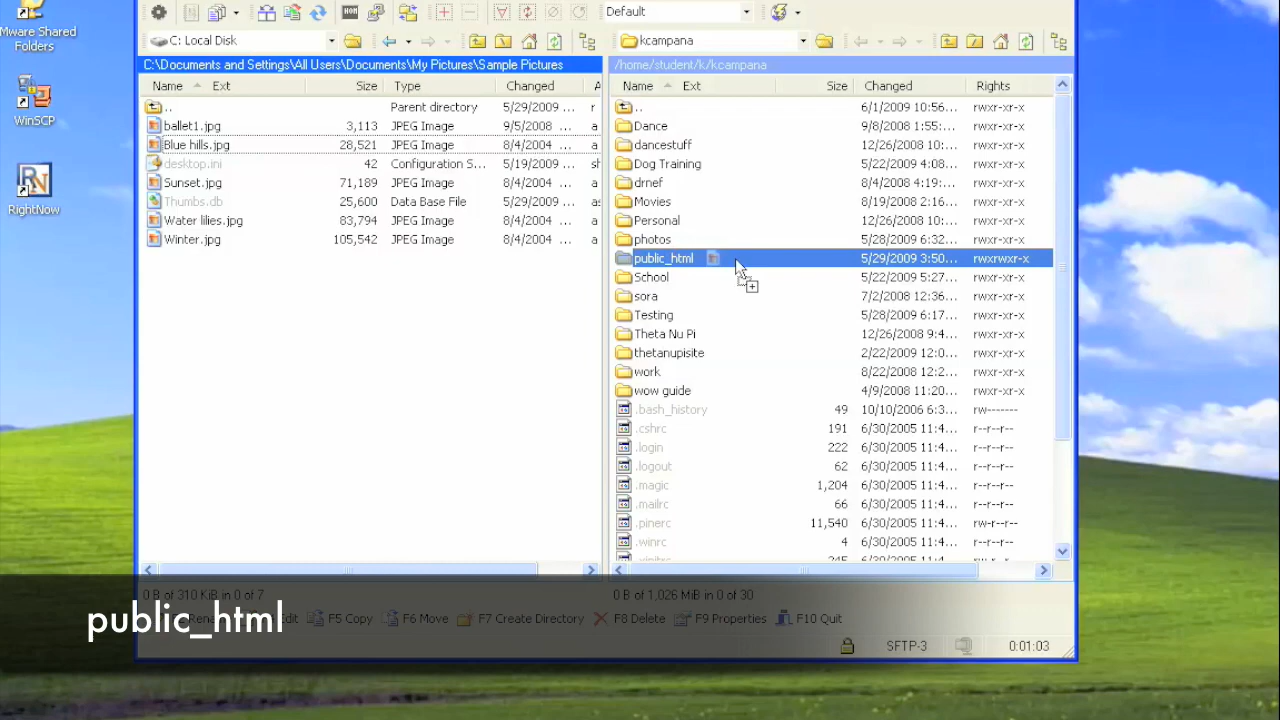 Mware Shared
Folders
WinSCP
RightNow
Default
C: Local Disk
kcampana
C:\Documents and Settings\All Users\Documents\My Pictures\Sample Pictures
/home/student/k/kcampana
Name Ext Size Type Changed A
Name Ext Size Changed Rights
.. Parent directory 5/29/2009 ... r
ballet1.jpg 3,113 JPEG Image 9/5/2008 ... a
Blue hills.jpg 28,521 JPEG Image 8/4/2004 ... a
desktop.ini 42 Configuration S... 5/19/2009 ... sh
Sunset.jpg 71,189 JPEG Image 8/4/2004 ... a
Thumbs.db 25,600 Data Base File 5/29/2009 ... as
Water lilies.jpg 83,794 JPEG Image 8/4/2004 ... a
Winter.jpg 105,542 JPEG Image 8/4/2004 ... a
.. 6/1/2009 10:56... rwxr-xr-x
Dance 9/8/2008 1:55:... rwxr-xr-x
dancestuff 12/26/2008 10:... rwxr-xr-x
Dog Training 5/22/2009 4:08... rwxr-xr-x
drnef 8/4/2008 4:19:... rwxr-xr-x
Movies 8/19/2008 2:16... rwxr-xr-x
Personal 12/26/2008 10:... rwxr-xr-x
photos 5/28/2009 6:32... rwxr-xr-x
public_html 5/29/2009 3:50... rwxrwxr-x
School 5/22/2009 5:27... rwxr-xr-x
sora 7/2/2008 12:36... rwxr-xr-x
Testing 5/28/2009 6:17... rwxr-xr-x
Theta Nu Pi 12/26/2008 9:4... rwxr-xr-x
thetanupisite 2/22/2009 12:0... rwxr-xr-x
work 8/22/2008 12:2... rwxr-xr-x
wow guide 4/9/2008 11:20... rwxr-xr-x
.bash_history 49 10/10/2006 6:3... rw-------
.cshrc 191 6/30/2005 11:4... r--r--r--
.login 222 6/30/2005 11:4... r--r--r--
.logout 62 6/30/2005 11:4... r--r--r--
.magic 1,204 6/30/2005 11:4... r--r--r--
.mailrc 66 6/30/2005 11:4... r--r--r--
.pinerc 11,540 6/30/2005 11:4... rw-r--r--
.winrc 4 6/30/2005 11:4... r--r--r--
0 B of 310 KiB in 0 of 7
0 B of 1,026 MiB in 0 of 30
F5 Copy F6 Move F7 Create Directory F8 Delete F9 Properties F10 Quit
public_html
SFTP-3 0:01:03